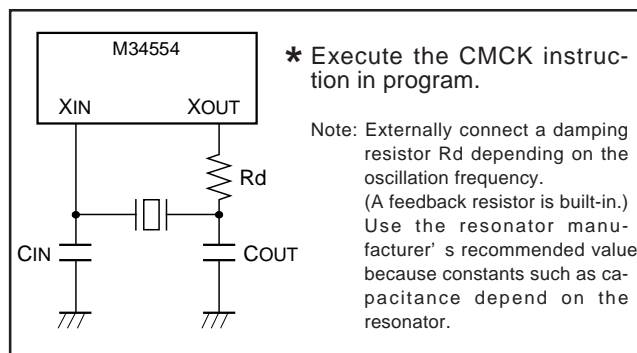 M34554
XIN XOUT
Rd
CIN COUT
* Execute the CMCK instruc-
tion in program.
Note: Externally connect a damping
resistor Rd depending on the
oscillation frequency.
(A feedback resistor is built-in.)
Use the resonator manu-
facturer’ s recommended value
because constants such as ca-
pacitance depend on the
resonator.